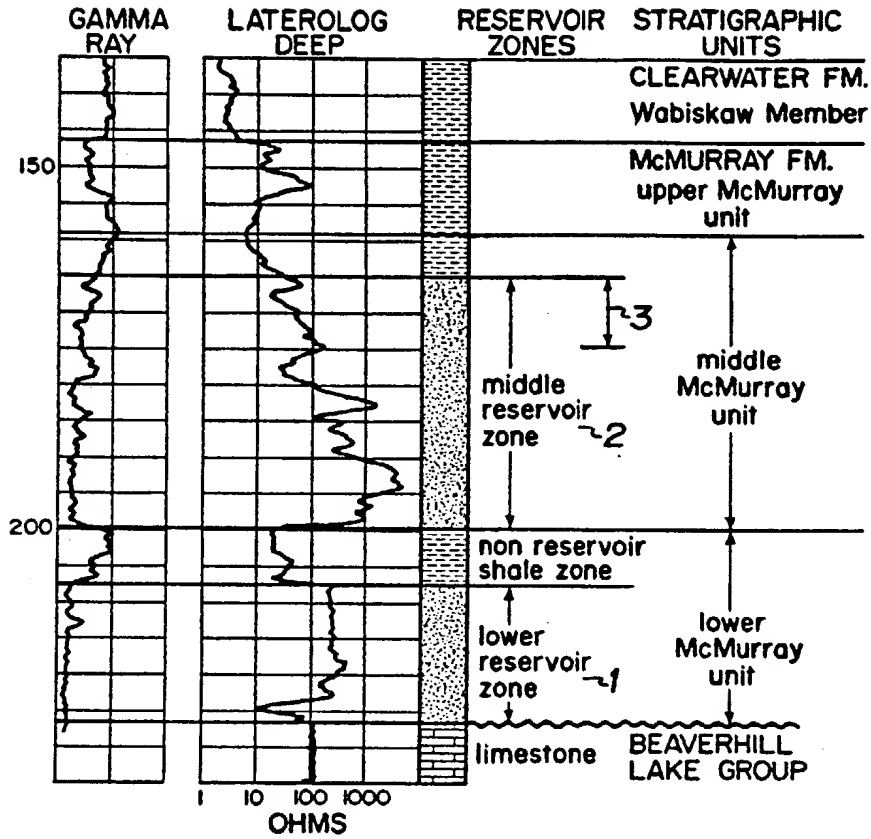 GAMMA RAY
LATEROLOG DEEP
RESERVOIR ZONES
STRATIGRAPHIC UNITS
CLEARWATER FM.
Wabiskaw Member
150
McMURRAY FM.
upper McMurray
unit
3
middle
McMurray
unit
middle
reservoir
zone
2
200
non reservoir
shale zone
lower
reservoir
zone
1
lower
McMurray
unit
limestone
BEAVERHILL
LAKE GROUP
1 10 100 1000
OHMS